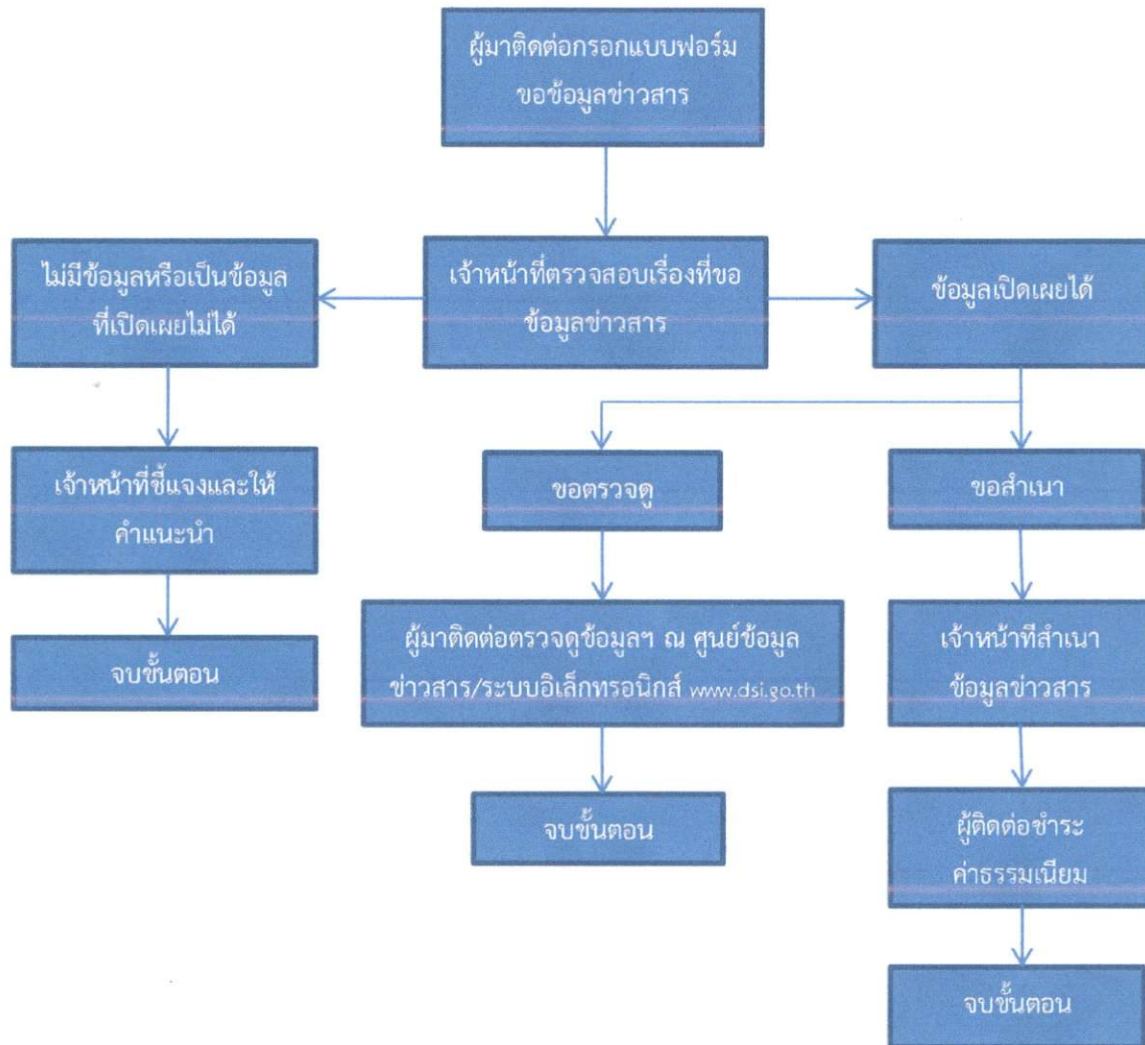 ผู้มาติดต่อกรอกแบบฟอร์ม
ขอข้อมูลข่าวสาร
ไม่มีข้อมูลหรือเป็นข้อมูล
ที่เปิดเผยไม่ได้
เจ้าหน้าที่ตรวจสอบเรื่องที่ขอ
ข้อมูลข่าวสาร
ข้อมูลเปิดเผยได้
เจ้าหน้าที่ชี้แจงและให้
คำแนะนำ
ขอตรวจดู
ขอสำเนา
จบขั้นตอน
ผู้มาติดต่อตรวจดูข้อมูลฯ ณ ศูนย์ข้อมูล
ข่าวสาร/ระบบอิเล็กทรอนิกส์ www.dsi.go.th
เจ้าหน้าทีสำเนา
ข้อมูลข่าวสาร
จบขั้นตอน
ผู้ติดต่อชำระ
ค่าธรรมเนียม
จบขั้นตอน